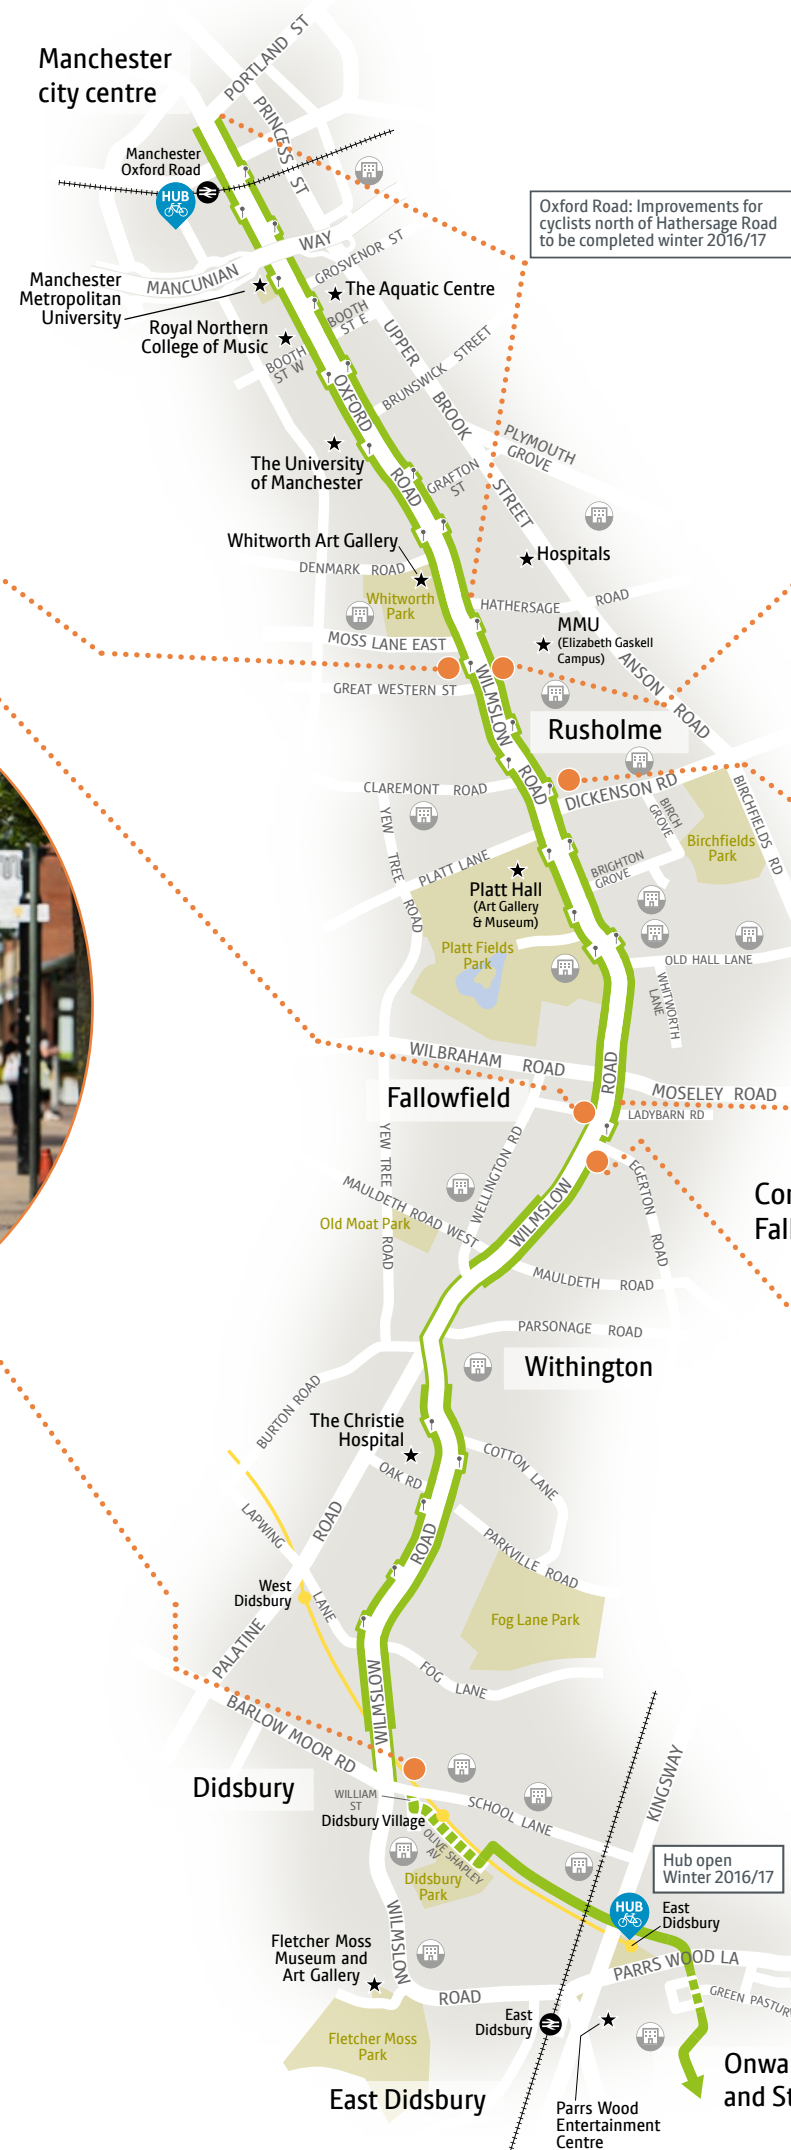 Manchester
city centre
PORTLAND ST
PRINCESS ST
Manchester
Oxford Road
HUB
Oxford Road: Improvements for
cyclists north of Hathersage Road
to be completed winter 2016/17
MANCUNIAN WAY
GROSVENOR ST
Manchester
Metropolitan
University
The Aquatic Centre
BOOTH
ST E
Royal Northern
College of Music
BOOTH
ST W
UPPER BROOK STREET
BRUNSWICK STREET
OXFORD ROAD
PLYMOUTH
GROVE
The University
of Manchester
GRAFTON
ST
Whitworth Art Gallery
Hospitals
DENMARK ROAD
Whitworth
Park
HATHERSAGE ROAD
MMU
(Elizabeth Gaskell
Campus)
MOSS LANE EAST
ANSON ROAD
GREAT WESTERN ST
WILMSLOW ROAD
Rusholme
CLAREMONT ROAD
DICKENSON RD
BIRCH
GROVE
BIRCHFIELDS RD
YEW TREE ROAD
Birchfields
Park
PLATT LANE
BRIGHTON
GROVE
Platt Hall
(Art Gallery
& Museum)
Platt Fields
Park
OLD HALL LANE
WHITWORTH
LANE
WILBRAHAM ROAD
ROAD
MOSELEY ROAD
Fallowfield
LADYBARN RD
YEW TREE ROAD
WELLINGTON RD
EGERTON ROAD
MAULDETH ROAD WEST
WILMSLOW
Cor
Fall
Old Moat Park
MAULDETH ROAD
PARSONAGE ROAD
Withington
BURTON ROAD
The Christie
Hospital
OAK RD
COTTON LANE
LAPWING LANE
ROAD
PARKVILLE ROAD
West
Didsbury
Fog Lane Park
PALATINE ROAD
FOG LANE
WILMSLOW
BARLOW MOOR RD
Didsbury
WILLIAM
ST
SCHOOL LANE
KINGSWAY
Didsbury Village
OLIVE SHAPLEY
AV
Didsbury
Park
Hub open
Winter 2016/17
HUB
East
Didsbury
WILMSLOW ROAD
Fletcher Moss
Museum and
Art Gallery
PARRS WOOD LA
GREEN PASTUR
East
Didsbury
Fletcher Moss
Park
East Didsbury
Parrs Wood
Entertainment
Centre
Onwa
and St